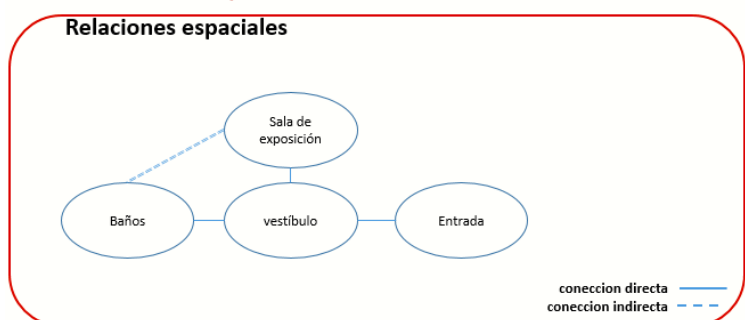 Relaciones espaciales
Sala de
exposición
Baños
vestíbulo
Entrada
coneccion directa
coneccion indirecta